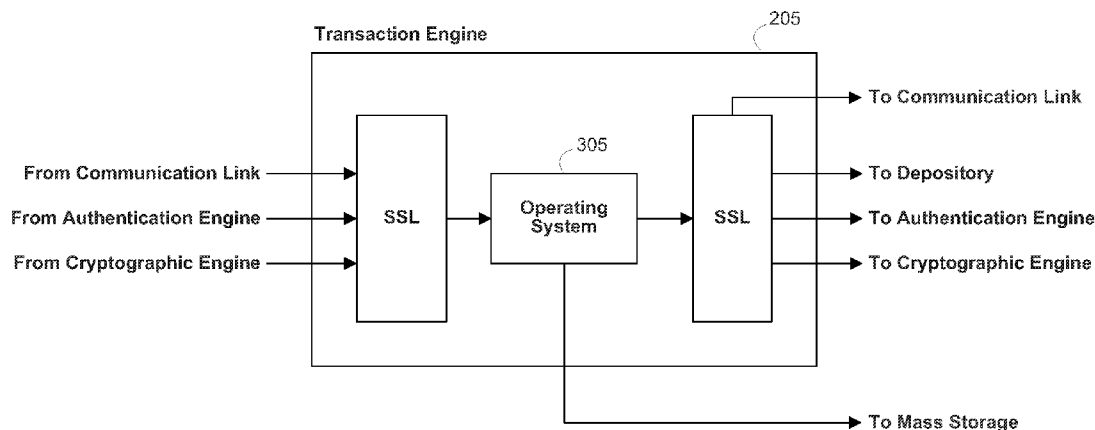 205
Transaction Engine
To Communication Link
305
From Communication Link
From Authentication Engine
From Cryptographic Engine
SSL
Operating
System
SSL
To Depository
To Authentication Engine
To Cryptographic Engine
To Mass Storage